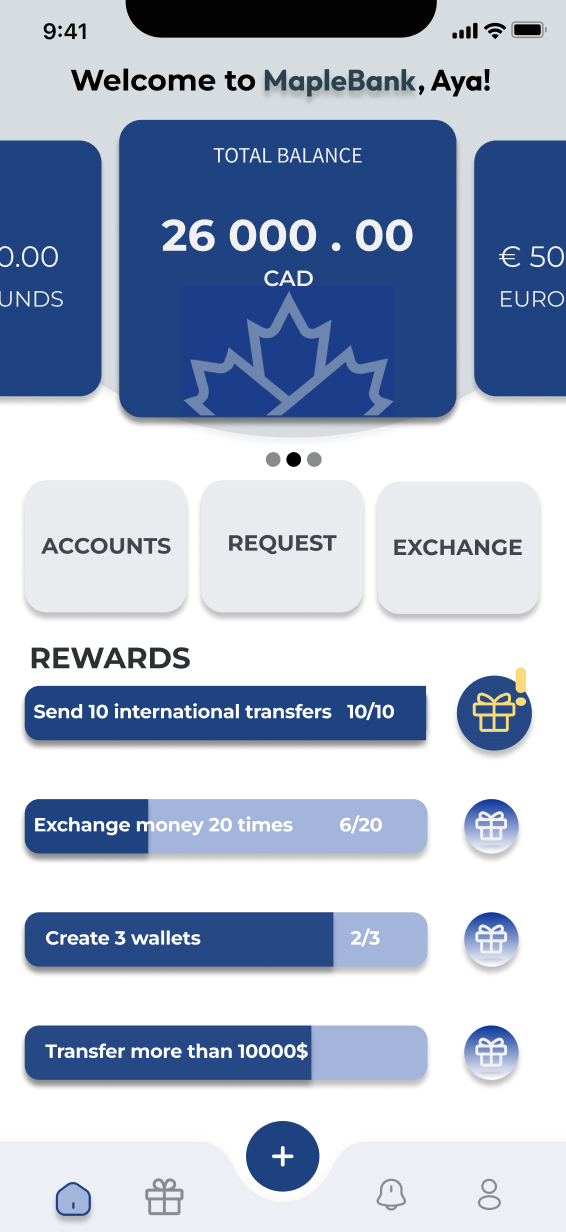 9:41
Welcome to MapleBank, Aya!
TOTAL BALANCE
26 000 . 00
CAD
0.00
UNDS
€ 50
EURO
ACCOUNTS
REQUEST
EXCHANGE
REWARDS
Send 10 international transfers 10/10
Exchange money 20 times 6/20
Create 3 wallets 2/3
Transfer more than 10000$